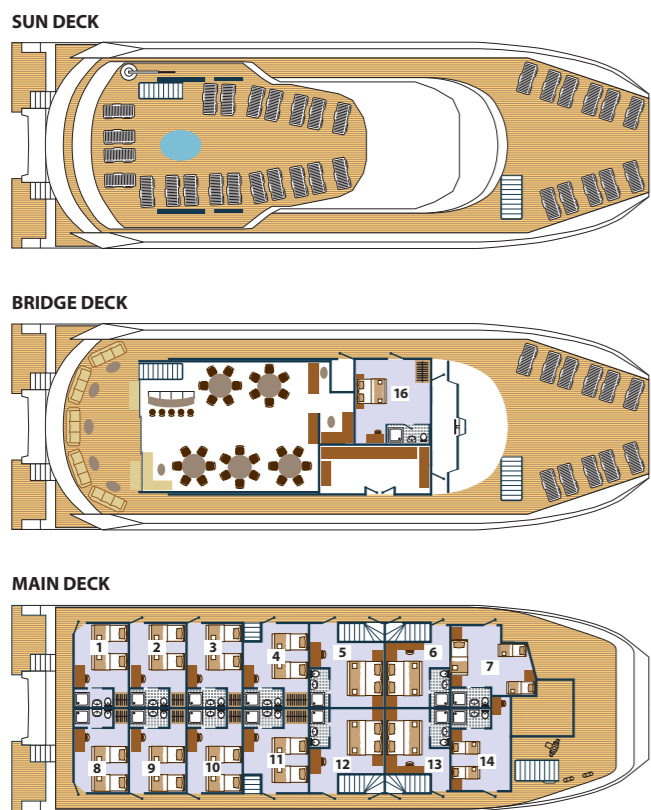 SUN DECK
BRIDGE DECK
16
MAIN DECK
1 2 3 4 5 6 7
8 9 10 11 12 13 14